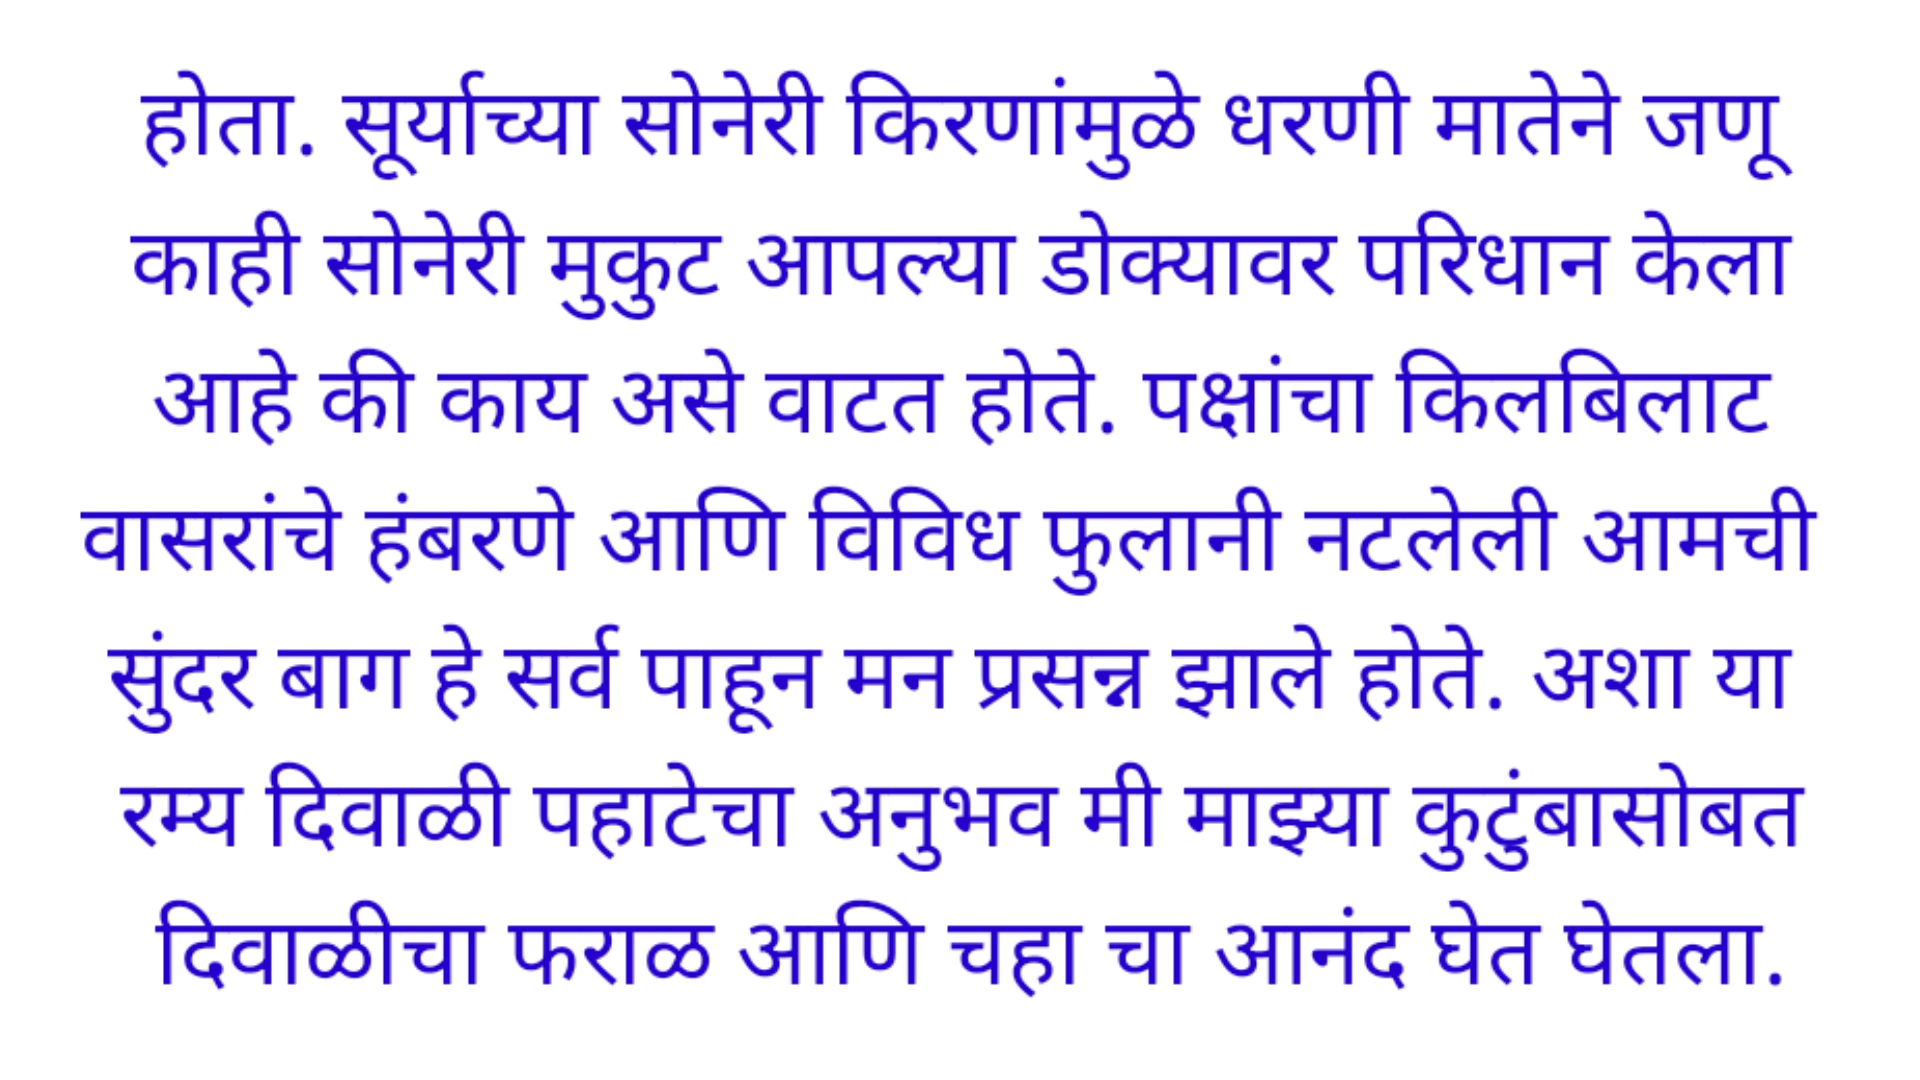 होता. सूर्याच्या सोनेरी किरणांमुळे धरणी मातेने जणू
काही सोनेरी मुकुट आपल्या डोक्यावर परिधान केला
आहे की काय असे वाटत होते. पक्षांचा किलबिलाट
वासरांचे हंबरणे आणि विविध फुलानी नटलेली आमची
सुंदर बाग हे सर्व पाहून मन प्रसन्न झाले होते. अशा या
रम्य दिवाळी पहाटेचा अनुभव मी माझ्या कुटुंबासोबत
दिवाळीचा फराळ आणि चहा चा आनंद घेत घेतला.